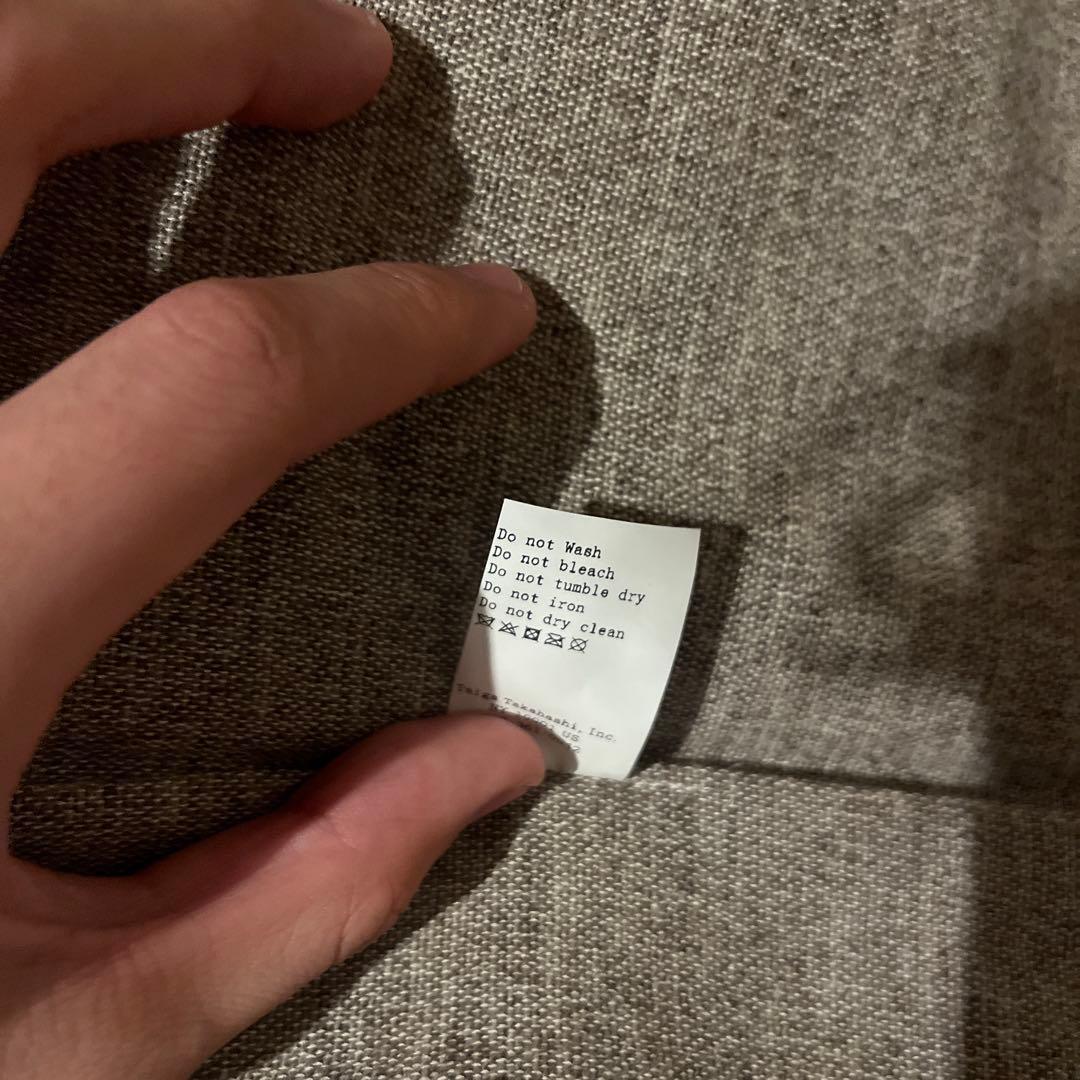 Do not Wash
Do not bleach
Do not tumble dry
Do not iron
Do not dry clean
Taiga Takahashi, Inc.
US